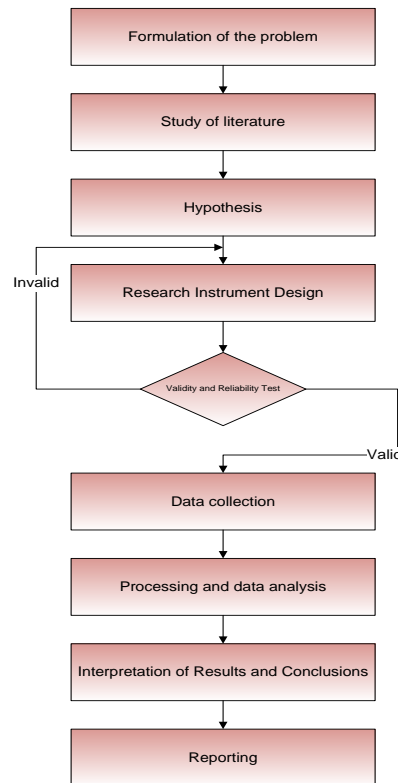 Formulation of the problem
Study of literature
Hypothesis
Invalid
Research Instrument Design
Validity and Reliability Test
Valid
Data collection
Processing and data analysis
Interpretation of Results and Conclusions
Reporting